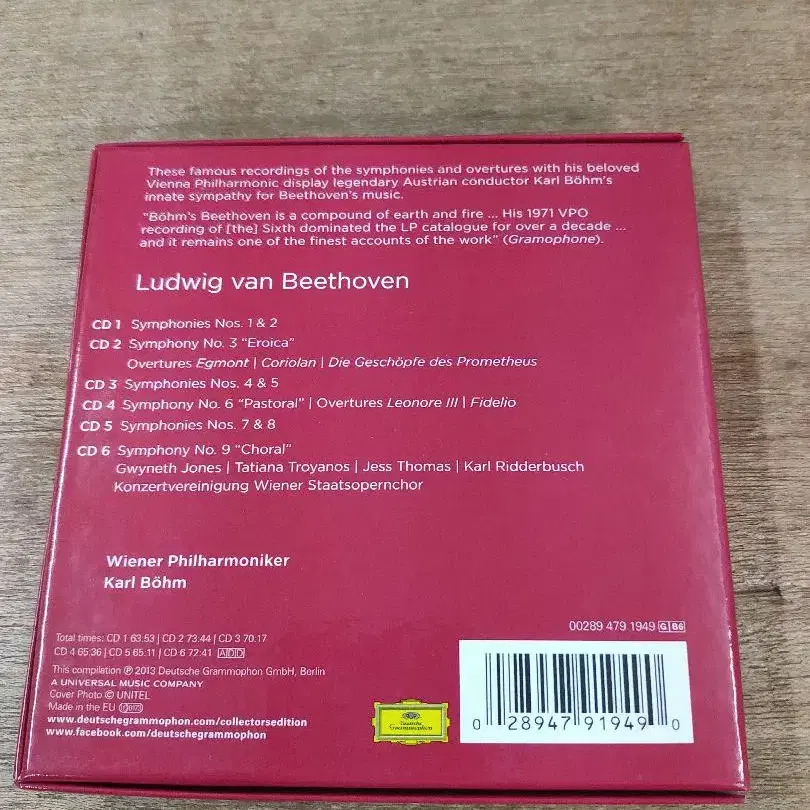 These famous recordings of the symphonies and overtures with his beloved
Vienna Philharmonic display legendary Austrian conductor Karl Böhm's
innate sympathy for Beethoven's music.
"Böhm's Beethoven is a compound of earth and fire ... His 1971 VPO
recording of [the] Sixth dominated the LP catalogue for over a decade ...
and it remains one of the finest accounts of the work" (Gramophone).
Ludwig van Beethoven
CD 1 Symphonies Nos. 1 & 2
CD 2 Symphony No. 3 "Eroica"
Overtures Egmont | Coriolan | Die Geschöpfe des Prometheus
CD 3 Symphonies Nos. 4 & 5
CD 4 Symphony No. 6 "Pastoral" | Overtures Leonore III | Fidelio
CD 5 Symphonies Nos. 7 & 8
CD 6 Symphony No. 9 "Choral"
Gwyneth Jones | Tatiana Troyanos | Jess Thomas | Karl Ridderbusch
Konzertvereinigung Wiener Staatsopernchor
Wiener Philharmoniker
Karl Böhm
00289 479 1949 G B6
Total times: CD 1 63:53 | CD 2 73:44 | CD 3 70:17
CD 4 65:36 | CD 5 65:11 | CD 6 72:41 ADD
This compilation ℗ 2013 Deutsche Grammophon GmbH, Berlin
A UNIVERSAL MUSIC COMPANY
Cover Photo © UNITEL
Made in the EU
www.deutschegrammophon.com/collectorsedition
www.facebook.com/deutschegrammophon
Deutsche
Grammophon
0 28947 91949 0